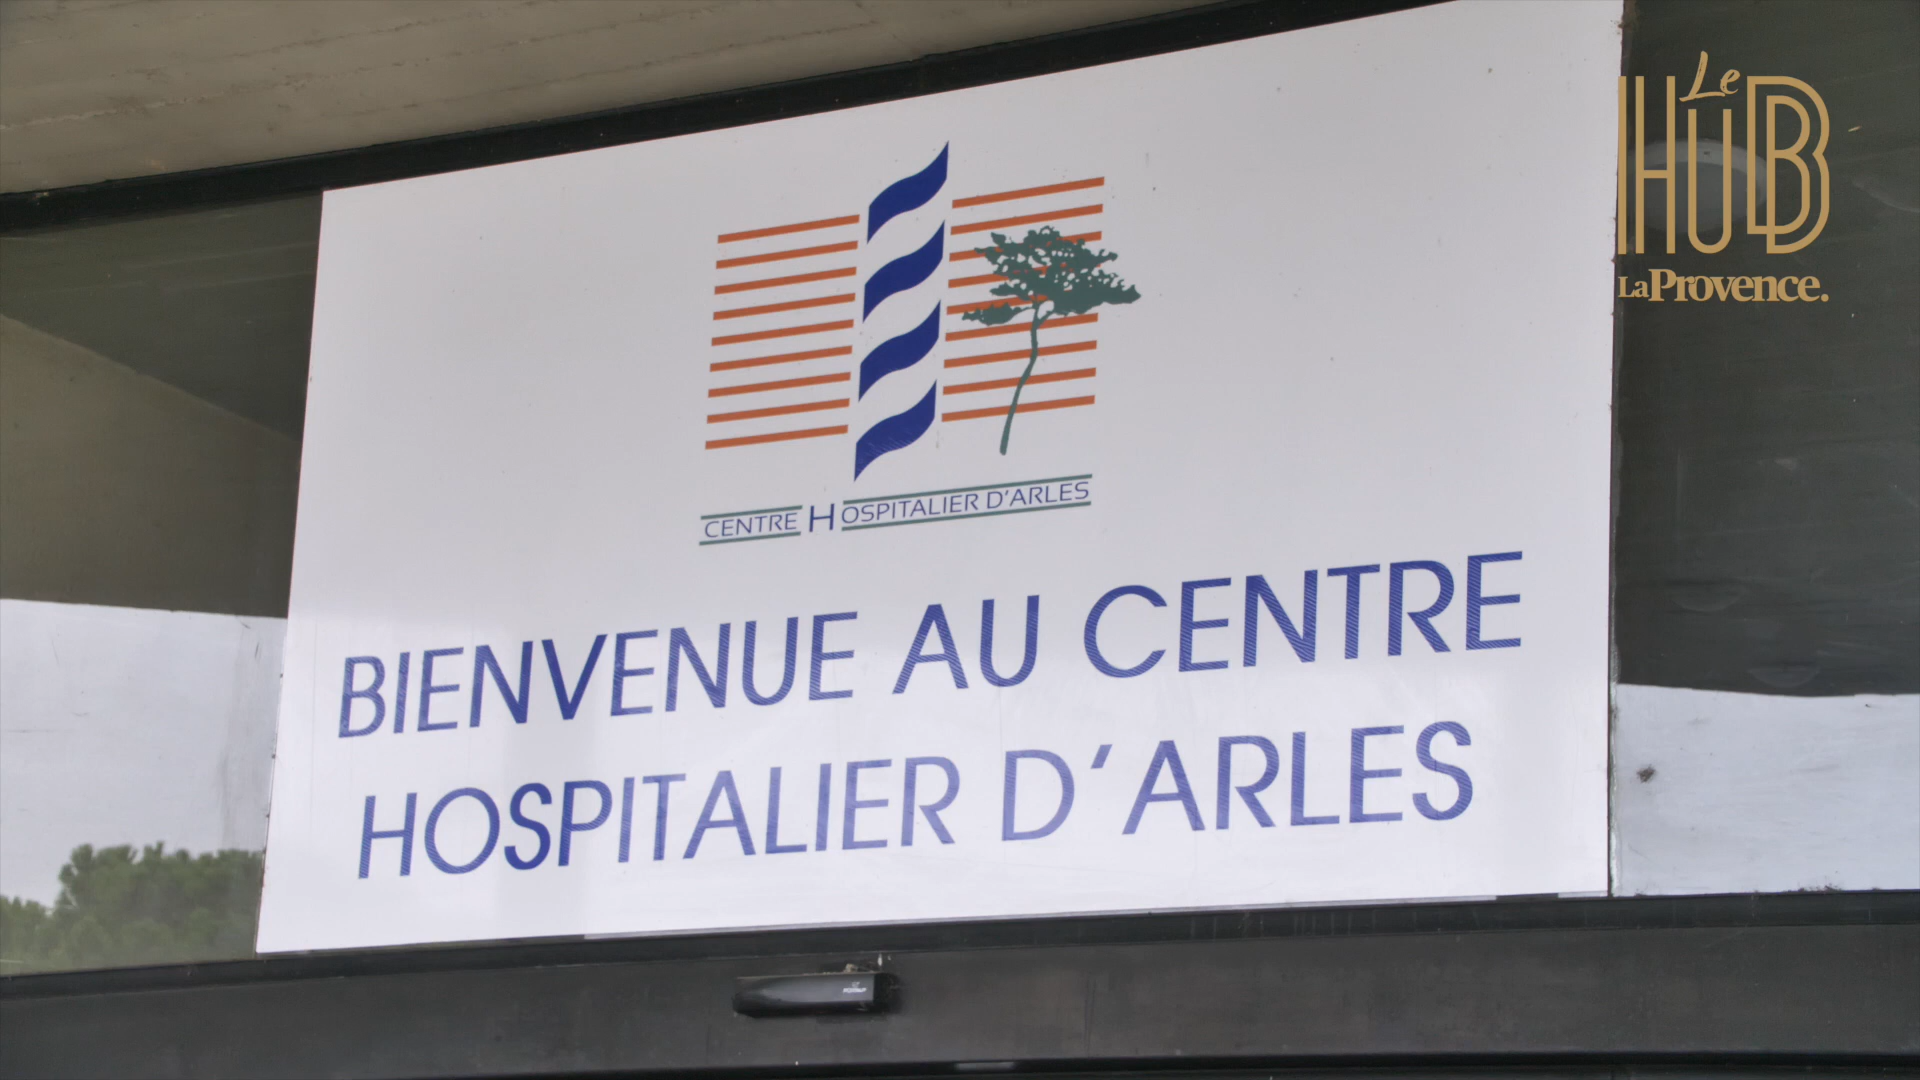 Le
HUB
LaProvence.
CENTRE HOSPITALIER D'ARLES
BIENVENUE AU CENTRE
HOSPITALIER D'ARLES